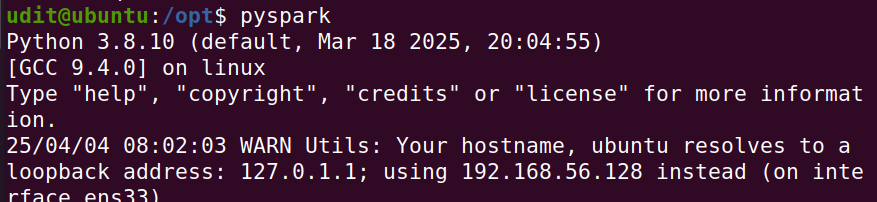 udit@ubuntu:/opt$ pyspark
Python 3.8.10 (default, Mar 18 2025, 20:04:55)
[GCC 9.4.0] on linux
Type "help", "copyright", "credits" or "license" for more informat
ion.
25/04/04 08:02:03 WARN Utils: Your hostname, ubuntu resolves to a
loopback address: 127.0.1.1; using 192.168.56.128 instead (on inte
rface ens33)